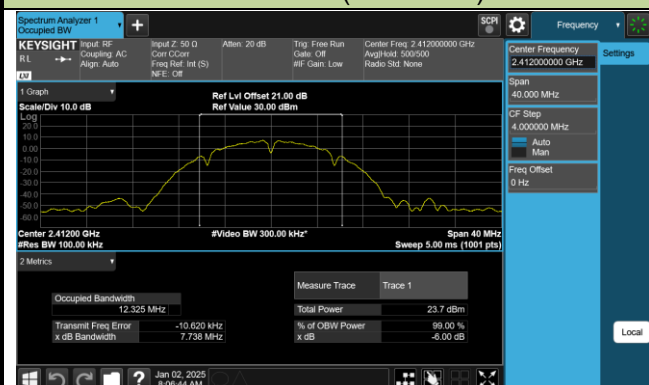 Spectrum Analyzer 1
Occupied BW
SCPI
Frequency
KEYSIGHT
Input: RF
Coupling: AC
Align: Auto
Input Z: 50 Ω
Corr CCorr
Freq Ref: Int (S)
NFE: Off
Atten: 20 dB
Trig: Free Run
Gate: Off
#IF Gain: Low
Center Freq: 2.412000000 GHz
Avg|Hold: 500/500
Radio Std: None
RL
LXI
Center Frequency
2.412000000 GHz
Settings
Span
40.000 MHz
CF Step
4.000000 MHz
Auto
Man
Freq Offset
0 Hz
1 Graph
Scale/Div 10.0 dB
Ref Lvl Offset 21.00 dB
Ref Value 30.00 dBm
Log
20.0
10.0
0.00
-10.0
-20.0
-30.0
-40.0
-50.0
-60.0
Center 2.41200 GHz
#Video BW 300.00 kHz*
Span 40 MHz
#Res BW 100.00 kHz
Sweep 5.00 ms (1001 pts)
2 Metrics
Measure Trace
Trace 1
Occupied Bandwidth
12.325 MHz
Total Power
23.7 dBm
Transmit Freq Error
-10.620 kHz
% of OBW Power
99.00 %
x dB Bandwidth
7.738 MHz
x dB
-6.00 dB
Local
?
Jan 02, 2025
8:06:44 AM